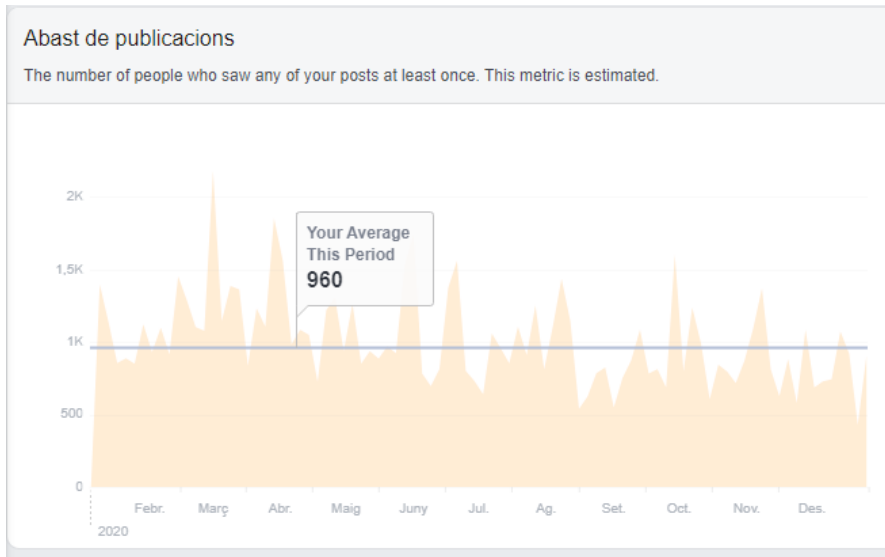 Abast de publicacions
The number of people who saw any of your posts at least once. This metric is estimated.
2K
Your Average
This Period
960
1,5K
1K
500
0
Febr. Març Abr. Maig Juny Jul. Ag. Set. Oct. Nov. Des.
2020